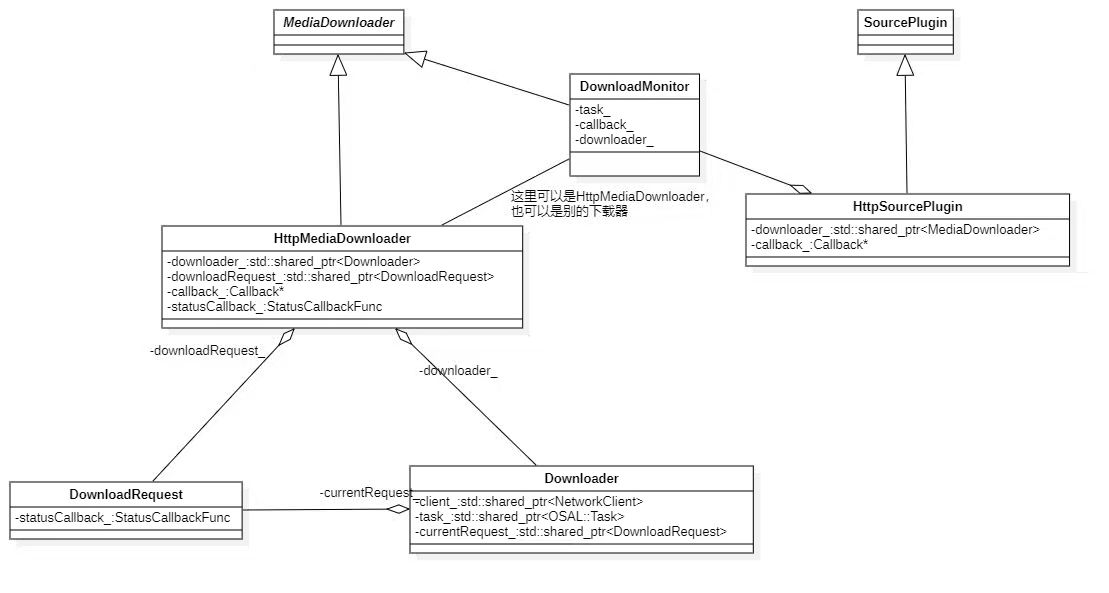 MediaDownloader
SourcePlugin
DownloadMonitor
-task_
-callback_
-downloader_
这里可以是HttpMediaDownloader，
也可以是别的下载器
HttpSourcePlugin
-downloader_:std::shared_ptr<MediaDownloader>
-callback_:Callback*
HttpMediaDownloader
-downloader_:std::shared_ptr<Downloader>
-downloadRequest_:std::shared_ptr<DownloadRequest>
-callback_:Callback*
-statusCallback_:StatusCallbackFunc
-downloadRequest_
-downloader_
DownloadRequest
-statusCallback_:StatusCallbackFunc
-currentRequest_
Downloader
-client_:std::shared_ptr<NetworkClient>
-task_:std::shared_ptr<OSAL::Task>
-currentRequest_:std::shared_ptr<DownloadRequest>